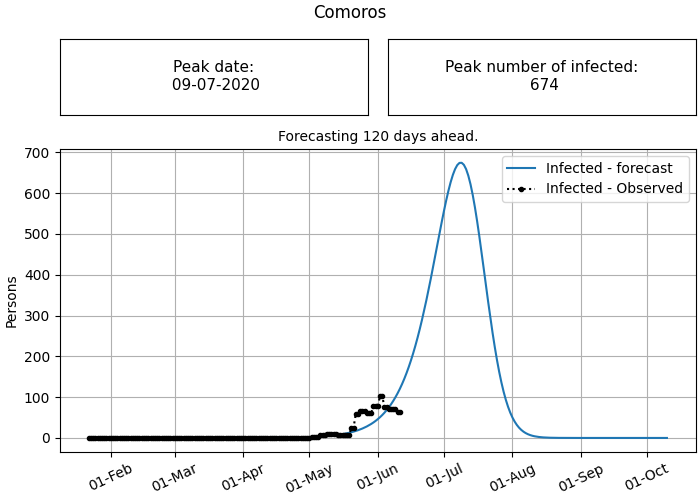 Comoros
Peak date:
09-07-2020
Peak number of infected:
674
Forecasting 120 days ahead.
700
600
500
400
300
200
100
0
Persons
Infected - forecast
Infected - Observed
01-Feb
01-Mar
01-Apr
01-May
01-Jun
01-Jul
01-Aug
01-Sep
01-Oct